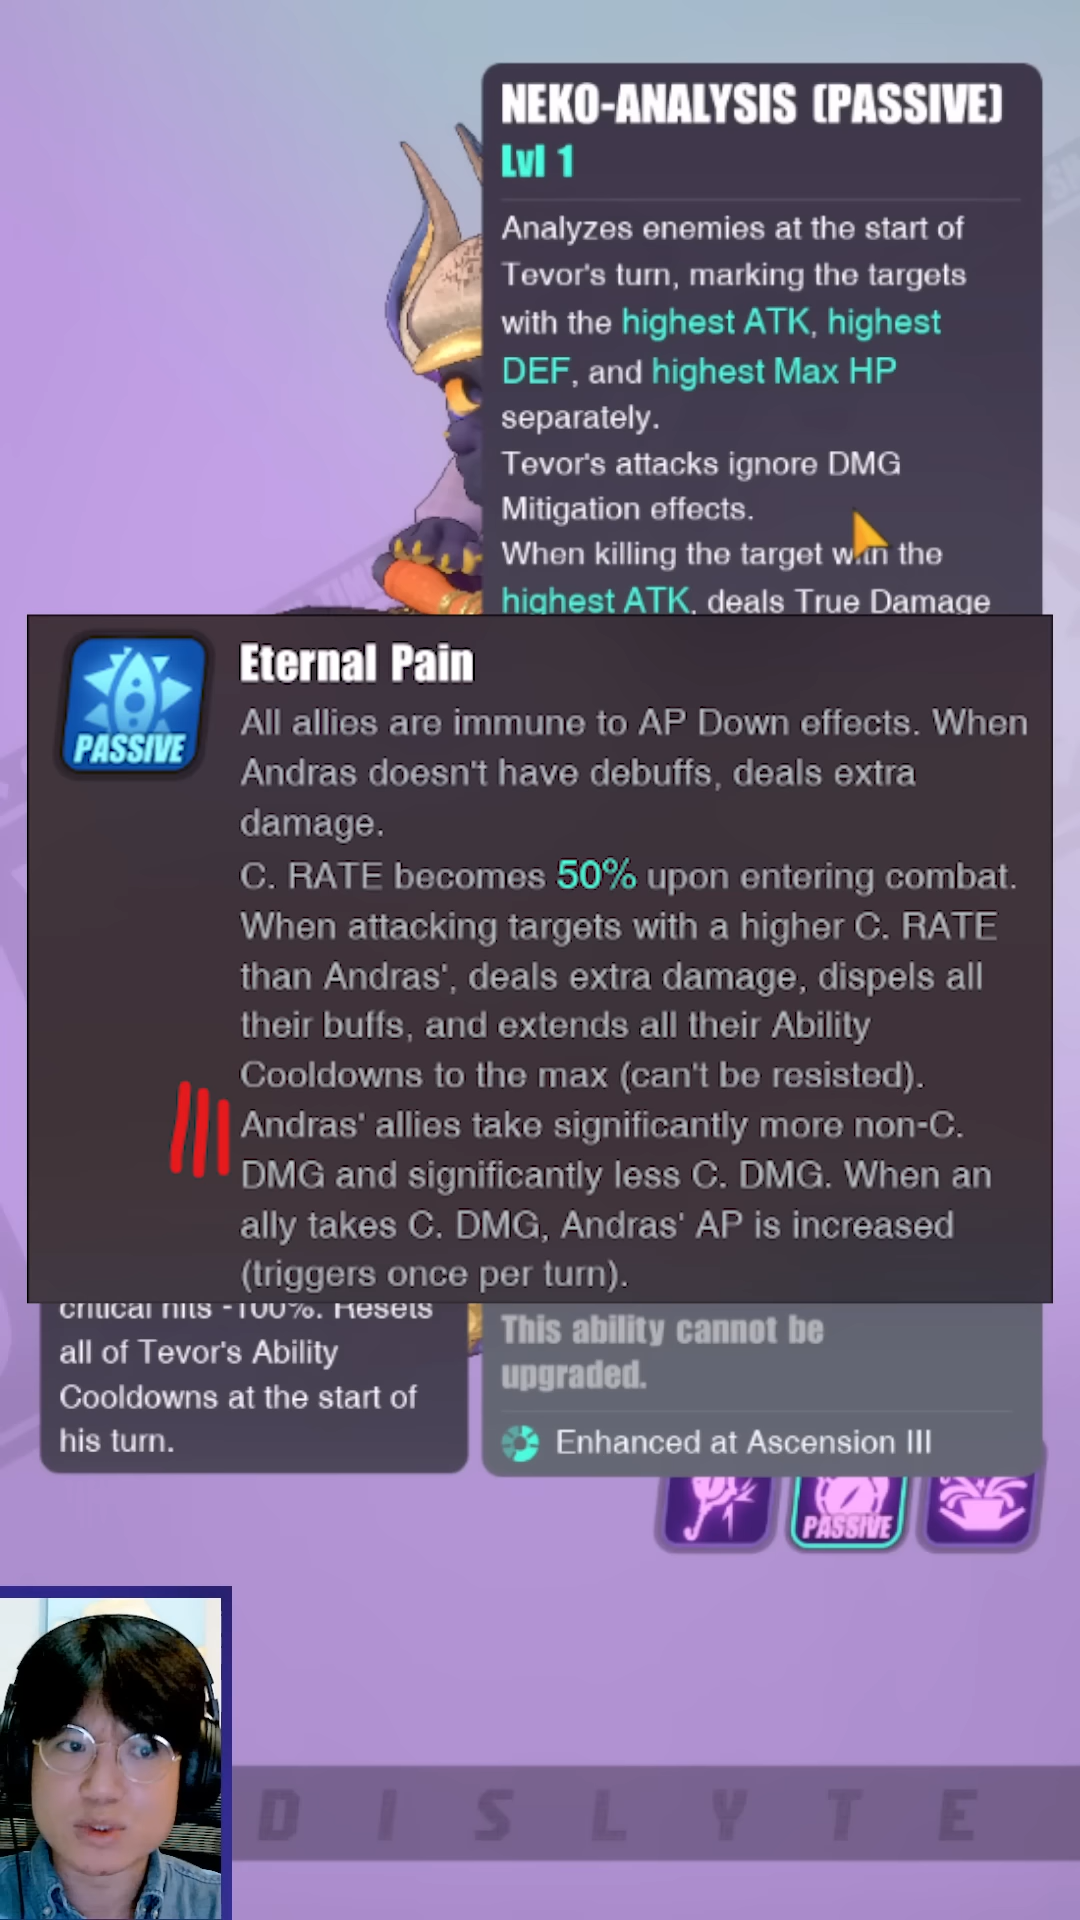 NEKO-ANALYSIS (PASSIVE)
Lvl 1
Analyzes enemies at the start of
Tevor's turn, marking the targets
with the highest ATK, highest
DEF, and highest Max HP
separately.
Tevor's attacks ignore DMG
Mitigation effects.
When killing the target with the
highest ATK, deals True Damage
PASSIVE
Eternal Pain
All allies are immune to AP Down effects. When
Andras doesn't have debuffs, deals extra
damage.
C. RATE becomes 50% upon entering combat.
When attacking targets with a higher C. RATE
than Andras', deals extra damage, dispels all
their buffs, and extends all their Ability
Cooldowns to the max (can't be resisted).
Andras' allies take significantly more non-C.
DMG and significantly less C. DMG. When an
ally takes C. DMG, Andras' AP is increased
(triggers once per turn).
critical hits -100%. Resets
all of Tevor's Ability
Cooldowns at the start of
his turn.
This ability cannot be
upgraded.
Enhanced at Ascension III
PASSIVE
DISLYTE